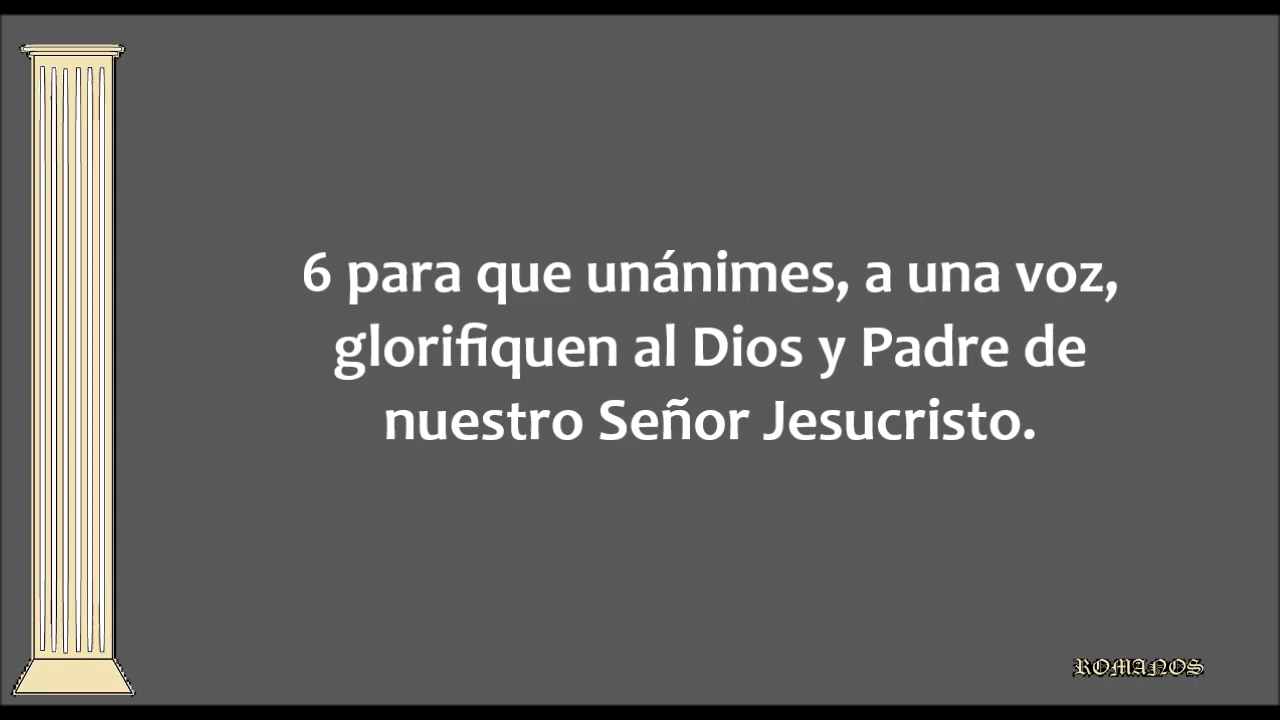 6 para que unánimes, a una voz,
glorifiquen al Dios y Padre de
nuestro Señor Jesucristo.
ROMANOS